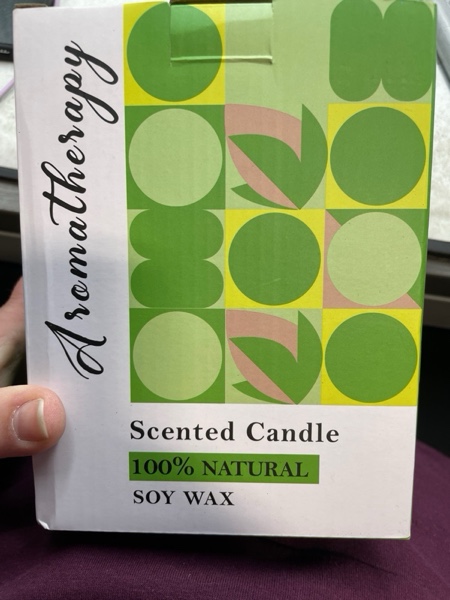 Aromatherapy
Scented Candle
100% NATURAL
SOY WAX